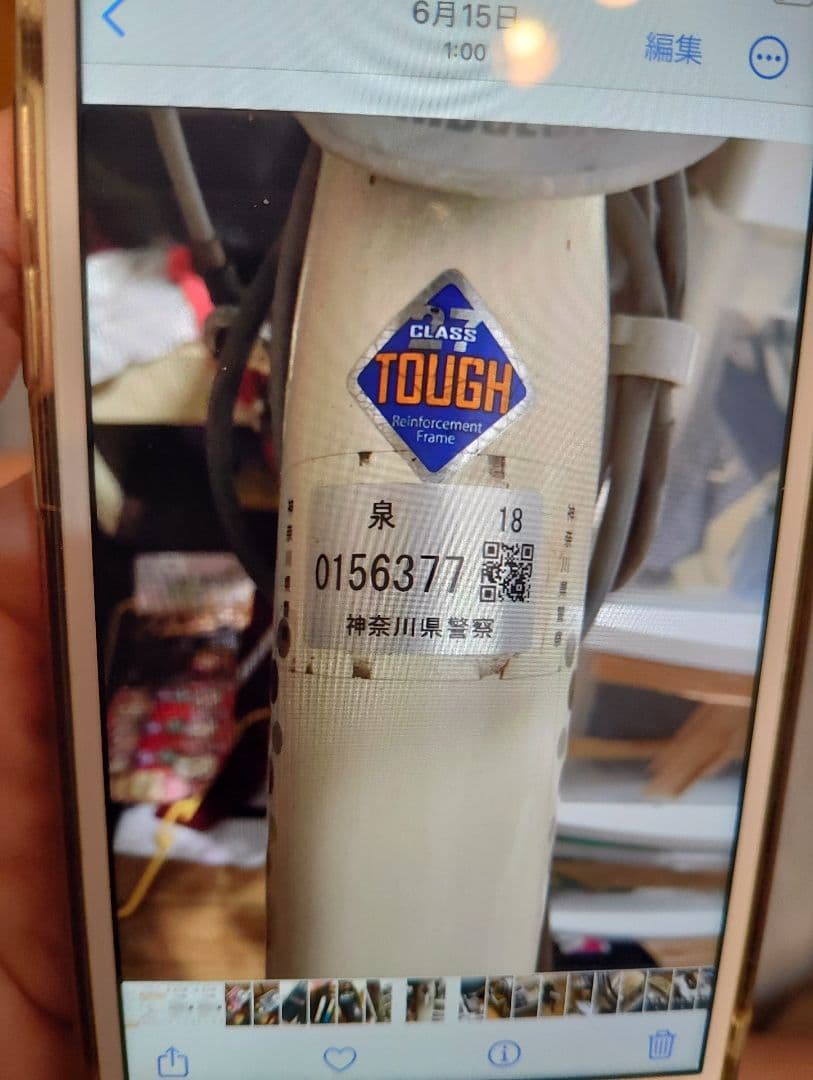 6月15日
1:00
編集
27
CLASS
TOUGH
Reinforcement
Frame
泉 18
0156377
神奈川県警察